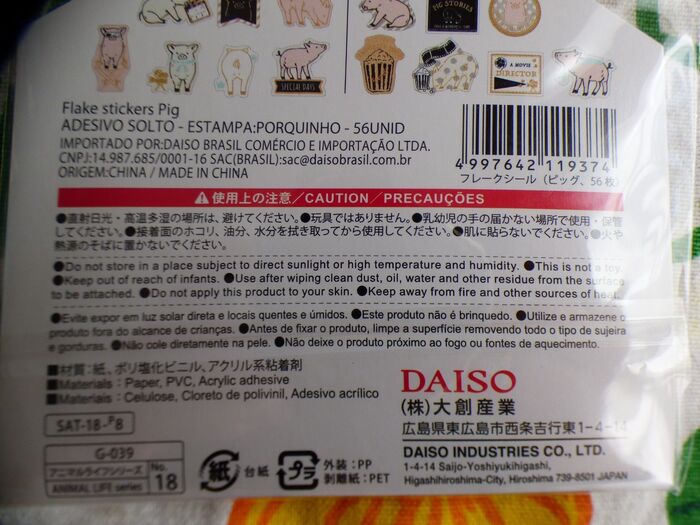 PIG STORIES
SPECIAL DAYS
A MOVIE
DIRECTOR
Flake stickers Pig
ADESIVO SOLTO - ESTAMPA:PORQUINHO - 56UNID
IMPORTADO POR:DAISO BRASIL COMÉRCIO E IMPORTAÇÃO LTDA.
CNPJ:14.987.685/0001-16 SAC(BRASIL):sac@daisobrasil.com.br
ORIGEM:CHINA / MADE IN CHINA
4 997642 119374
フレークシール(ピッグ、56枚)
使用上の注意/CAUTION/PRECAUÇÕES
●直射日光・高温多湿の場所は、避けてください。●玩具ではありません。●乳幼児の手の届かない場所で使用・保管
してください。●接着面のホコリ、油分、水分を拭き取ってから使用してください。●肌に貼らないでください。●火や
熱源のそばに置かないでください。
●Do not store in a place subject to direct sunlight or high temperature and humidity. ●This is not a toy.
●Keep out of reach of infants. ●Use after wiping clean dust, oil, water and other residue from the surface
to be attached. ●Do not apply this product to your skin. ●Keep away from fire and other sources of heat.
●Evite expor em luz solar direta e locais quentes e úmidos. ●Este produto não é brinquedo. ●Utilize e armazene o
produto fora do alcance de crianças. ●Antes de fixar o produto, limpe a superfície removendo todo o tipo de sujeira
e gorduras. ●Não cole diretamente na pele. ●Não deixe o produto próximo ao fogo ou fontes de aquecimento.
■材質:紙、ポリ塩化ビニル、アクリル系粘着剤
■Materials : Paper, PVC, Acrylic adhesive
■Materiais : Celulose, Cloreto de polivinil, Adesivo acrílico
DAISO
(株)大創産業
広島県東広島市西条吉行東1-4-14
DAISO INDUSTRIES CO., LTD.
1-4-14 Saijo-Yoshiyukihigashi,
Higashihiroshima-City, Hiroshima 739-8501 JAPAN
SAT-18-P8
G-039
アニマルライフシリーズ
ANIMAL LIFE series
No.
18
紙
台紙
プラ
外装:PP
剥離紙:PET